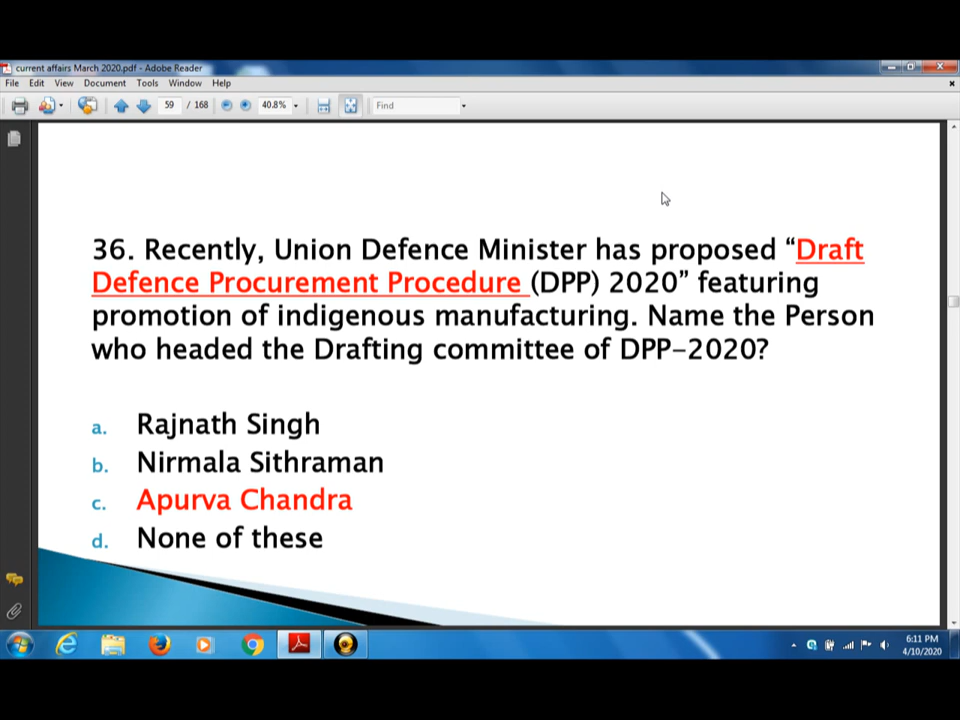 current affairs March 2020.pdf - Adobe Reader
File Edit View Document Tools Window Help
59 / 168 40.8% Find
36. Recently, Union Defence Minister has proposed “Draft
Defence Procurement Procedure (DPP) 2020” featuring
promotion of indigenous manufacturing. Name the Person
who headed the Drafting committee of DPP-2020?
a. Rajnath Singh
b. Nirmala Sithraman
c. Apurva Chandra
d. None of these
6:11 PM
4/10/2020